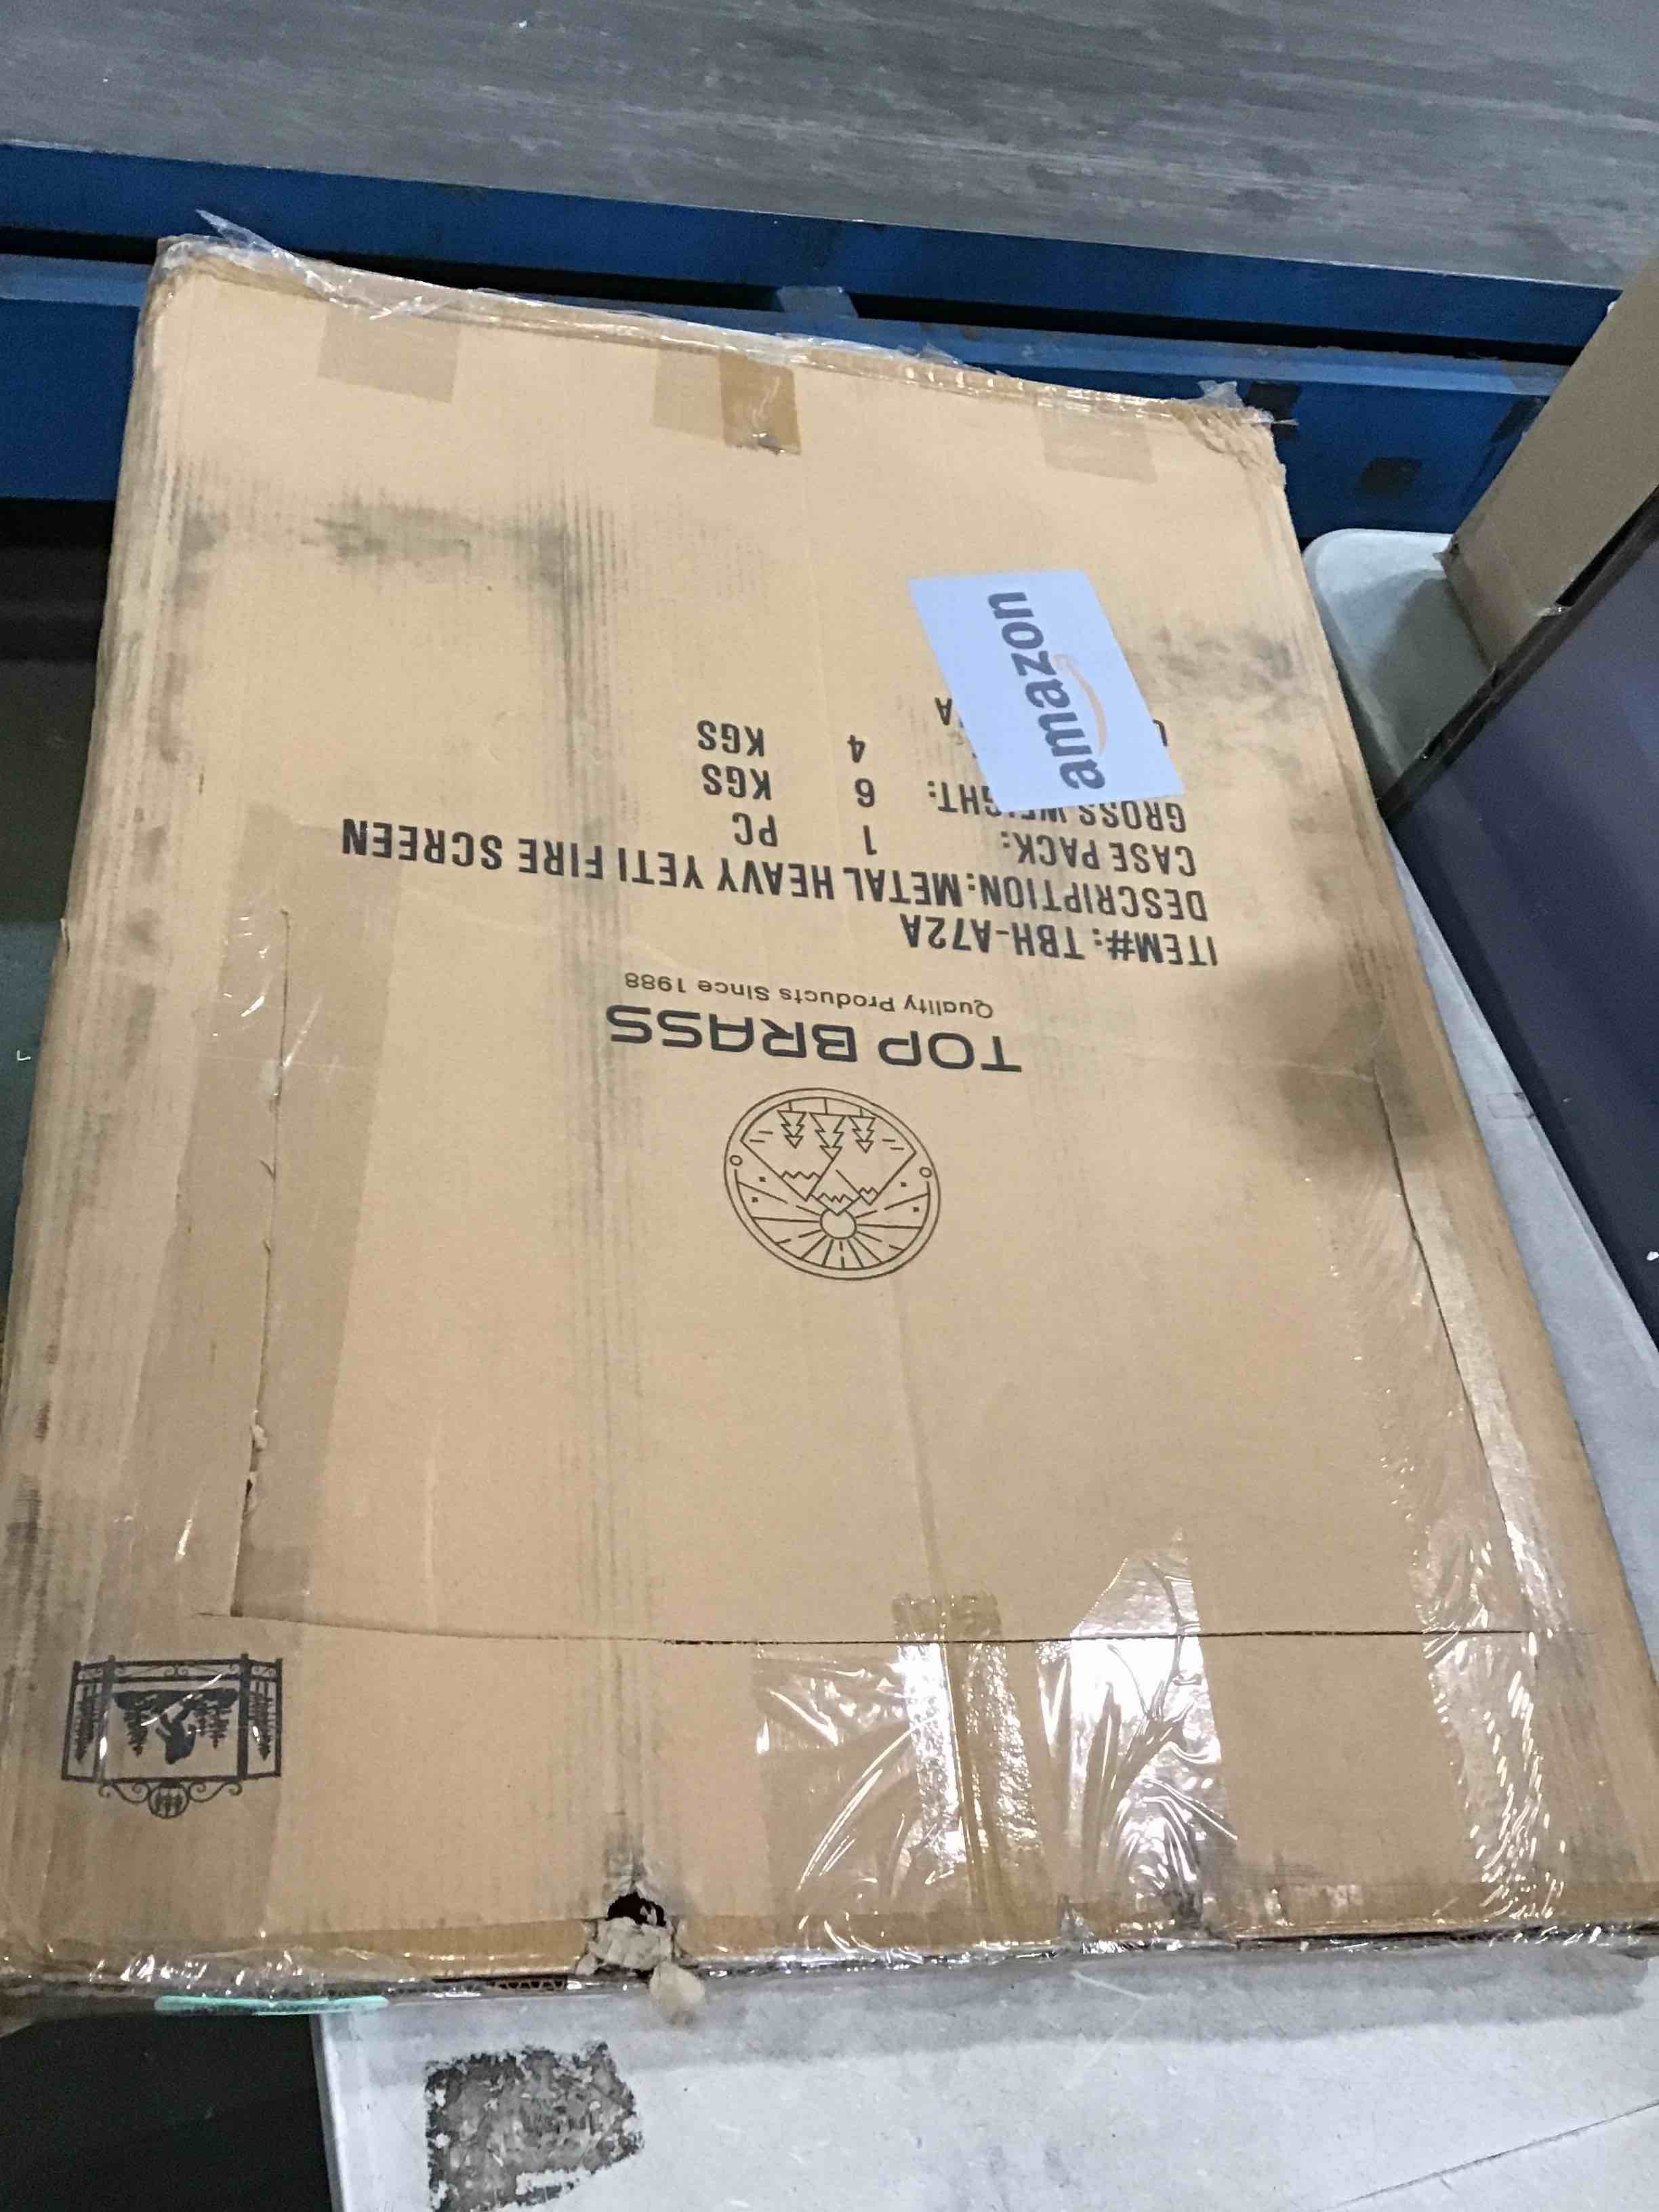 TOP BRASS
Quality Products Since 1988
ITEM#: TBH-A72A
DESCRIPTION: METAL HEAVY YETI FIRE SCREEN
CASE PACK: 1 PC
GROSS WEIGHT: 6 KGS
4 KGS
amazon